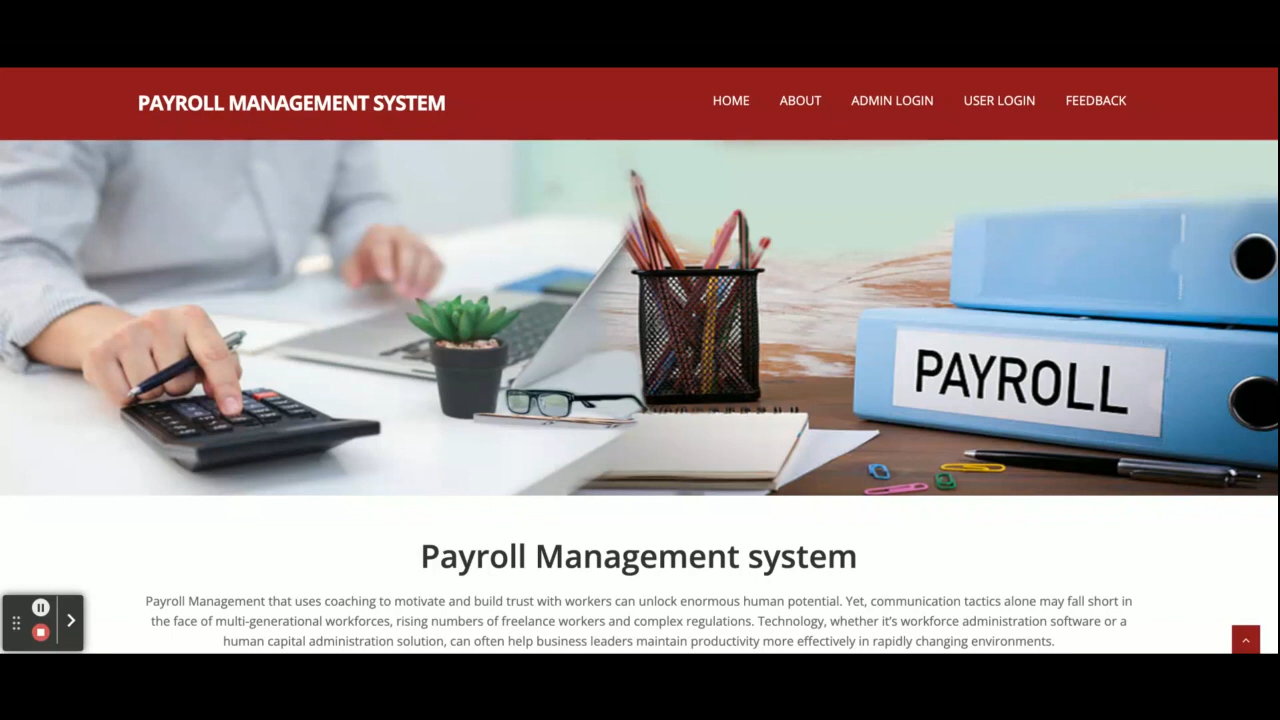 PAYROLL MANAGEMENT SYSTEM
HOME ABOUT ADMIN LOGIN USER LOGIN FEEDBACK
PAYROLL
Payroll Management system
Payroll Management that uses coaching to motivate and build trust with workers can unlock enormous human potential. Yet, communication tactics alone may fall short in
the face of multi-generational workforces, rising numbers of freelance workers and complex regulations. Technology, whether it's workforce administration software or a
human capital administration solution, can often help business leaders maintain productivity more effectively in rapidly changing environments.